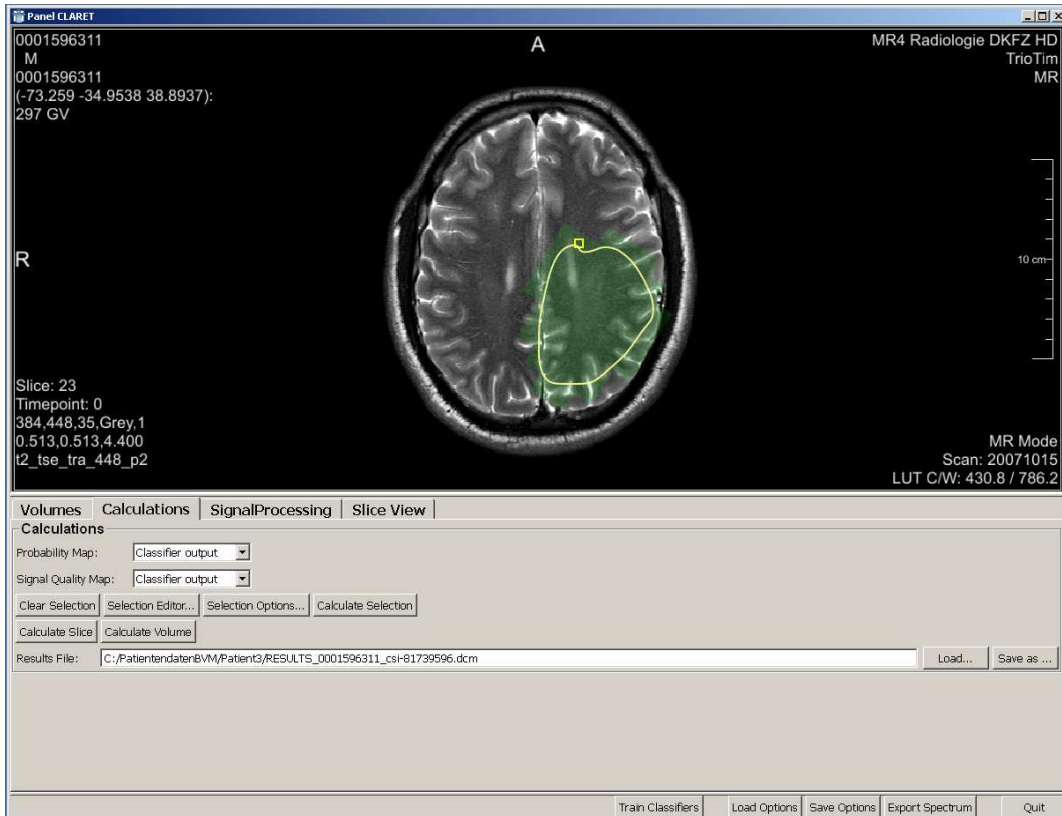 Panel CLARET
0001596311
M
0001596311
(-73.259 -34.9538 38.8937):
297 GV
A
MR4 Radiologie DKFZ HD
TrioTim
MR
R
10 cm
Slice: 23
Timepoint: 0
384,448,35,Grey,1
0.513,0.513,4.400
t2_tse_tra_448_p2
MR Mode
Scan: 20071015
LUT C/W: 430.8 / 786.2
Volumes Calculations SignalProcessing Slice View
Calculations
Probability Map: Classifier output
Signal Quality Map: Classifier output
Clear Selection Selection Editor... Selection Options... Calculate Selection
Calculate Slice Calculate Volume
Results File: C:/PatientendatenBVM/Patient3/RESULTS_0001596311_csi-81739596.dcm Load... Save as ...
Train Classifiers Load Options Save Options Export Spectrum Quit